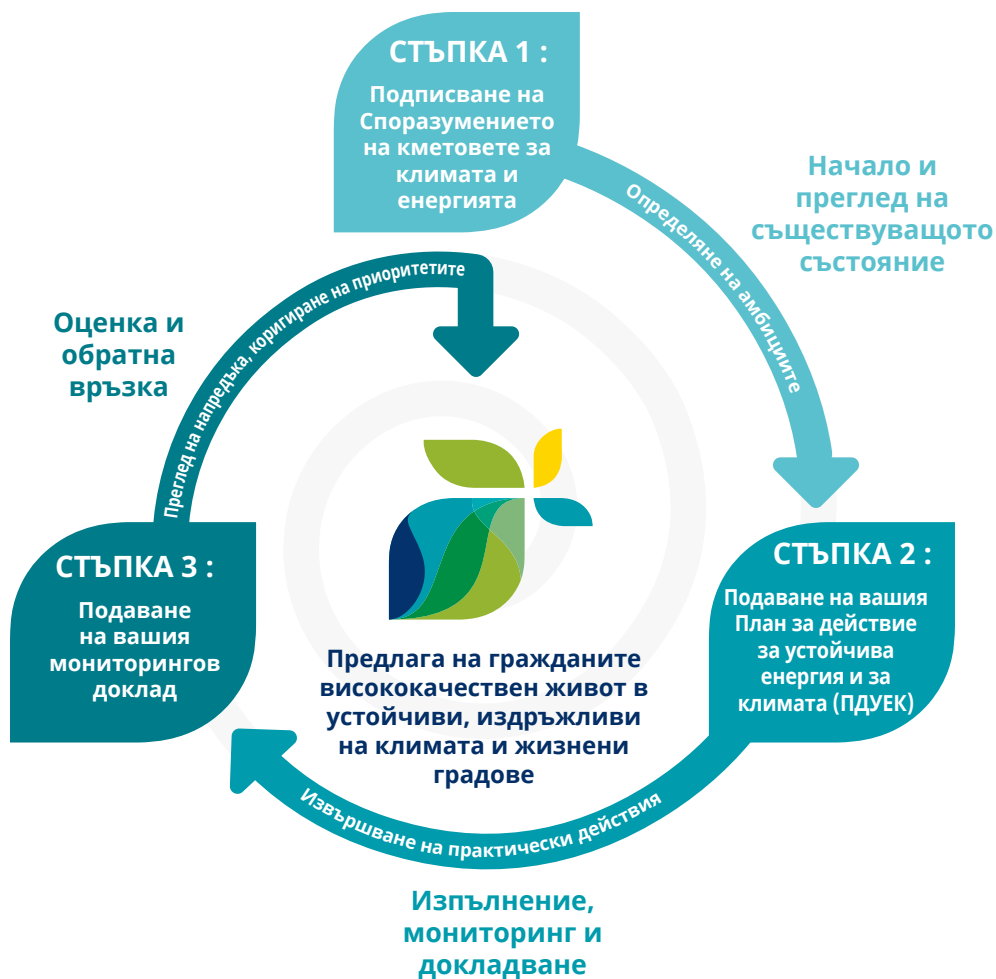 СТЪПКА 1 :
Подписване на
Споразумението
на кметовете за
климата и
енергията
Определяне на амбициите
Начало и
преглед на
съществуващото
състояние
СТЪПКА 2 :
Подаване на вашия
План за действие
за устойчива
енергия и за
климата (ПДУЕК)
Извършване на практически действия
Изпълнение,
мониторинг и
докладване
СТЪПКА 3 :
Подаване
на вашия
мониторингов
доклад
Преглед на напредъка, коригиране на приоритетите
Оценка и
обратна
връзка
Предлага на гражданите
висококачествен живот в
устойчиви, издръжливи
на климата и жизнени
градове